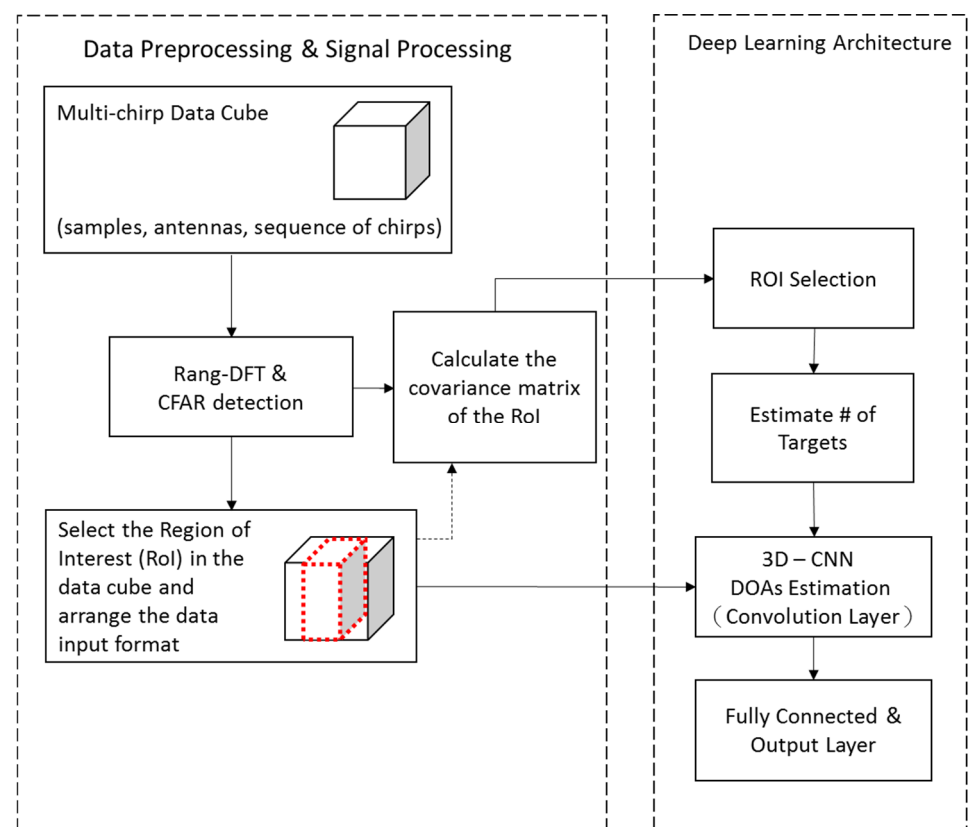 Data Preprocessing & Signal Processing
Multi-chirp Data Cube
(samples, antennas, sequence of chirps)
Rang-DFT &
CFAR detection
Calculate the
covariance matrix
of the RoI
Select the Region of
Interest (RoI) in the
data cube and
arrange the data
input format
Deep Learning Architecture
ROI Selection
Estimate # of
Targets
3D – CNN
DOAs Estimation
（Convolution Layer）
Fully Connected &
Output Layer